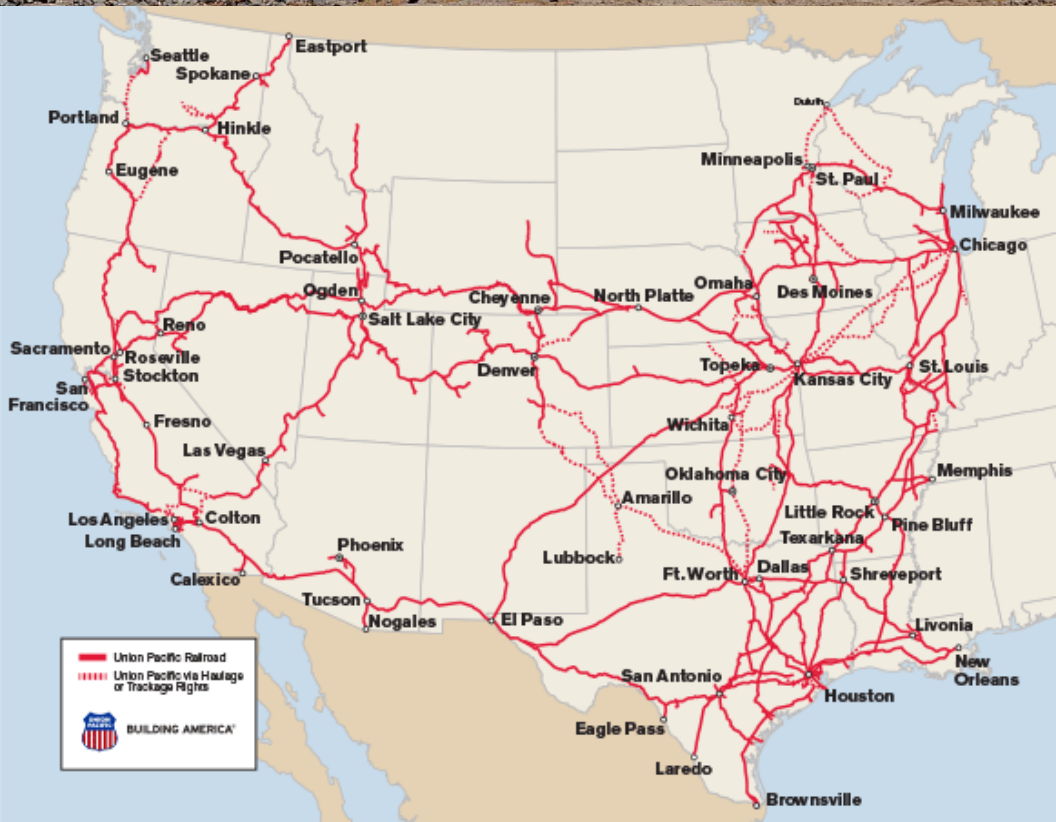 Eastport
Seattle
Spokane
Portland
Hinkle
Eugene
Duluth
Minneapolis
St. Paul
Milwaukee
Chicago
Pocatello
Ogden
Cheyenne
North Platte
Omaha
Des Moines
Salt Lake City
Reno
Sacramento
Roseville
Stockton
San
Francisco
Denver
Topeka
Kansas City
St. Louis
Fresno
Las Vegas
Wichita
Oklahoma City
Memphis
Amarillo
Little Rock
Pine Bluff
Los Angeles
Colton
Long Beach
Phoenix
Texarkana
Lubbock
Ft. Worth
Dallas
Shreveport
Calexico
Tucson
Nogales
El Paso
Livonia
New
Orleans
San Antonio
Houston
Eagle Pass
Laredo
Brownsville
Union Pacific Railroad
Union Pacific via Haulage
or Trackage Rights
UNION
PACIFIC
BUILDING AMERICA®